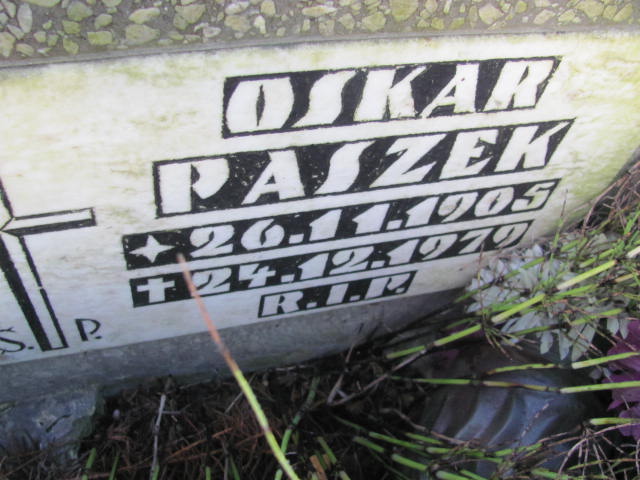 OSKAR
PASZEK
26.11.1905
24.12.1979
R.I.P.
Ś. P.